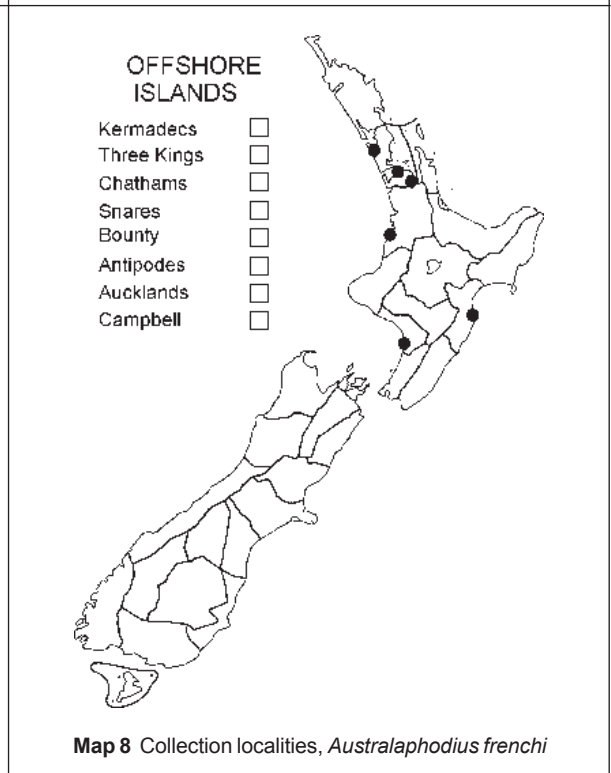 OFFSHORE
ISLANDS
Kermadecs
Three Kings
Chathams
Snares
Bounty
Antipodes
Aucklands
Campbell
Map 8 Collection localities, Australaphodius frenchi